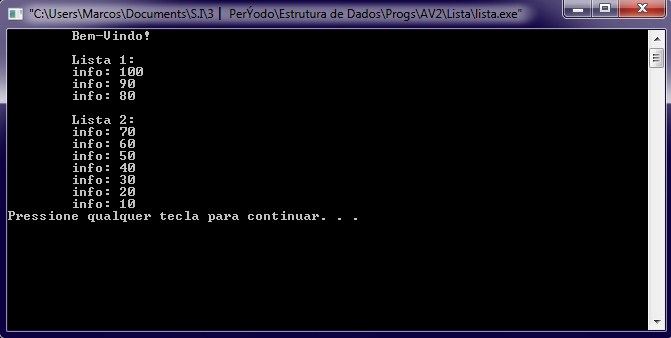 "C:\Users\Marcos\Documents\S.I\3 │ PerÝodo\Estrutura de Dados\Progs\AV2\Lista\lista.exe"
Bem-Vindo!
Lista 1:
info: 100
info: 90
info: 80
Lista 2:
info: 70
info: 60
info: 50
info: 40
info: 30
info: 20
info: 10
Pressione qualquer tecla para continuar. . .